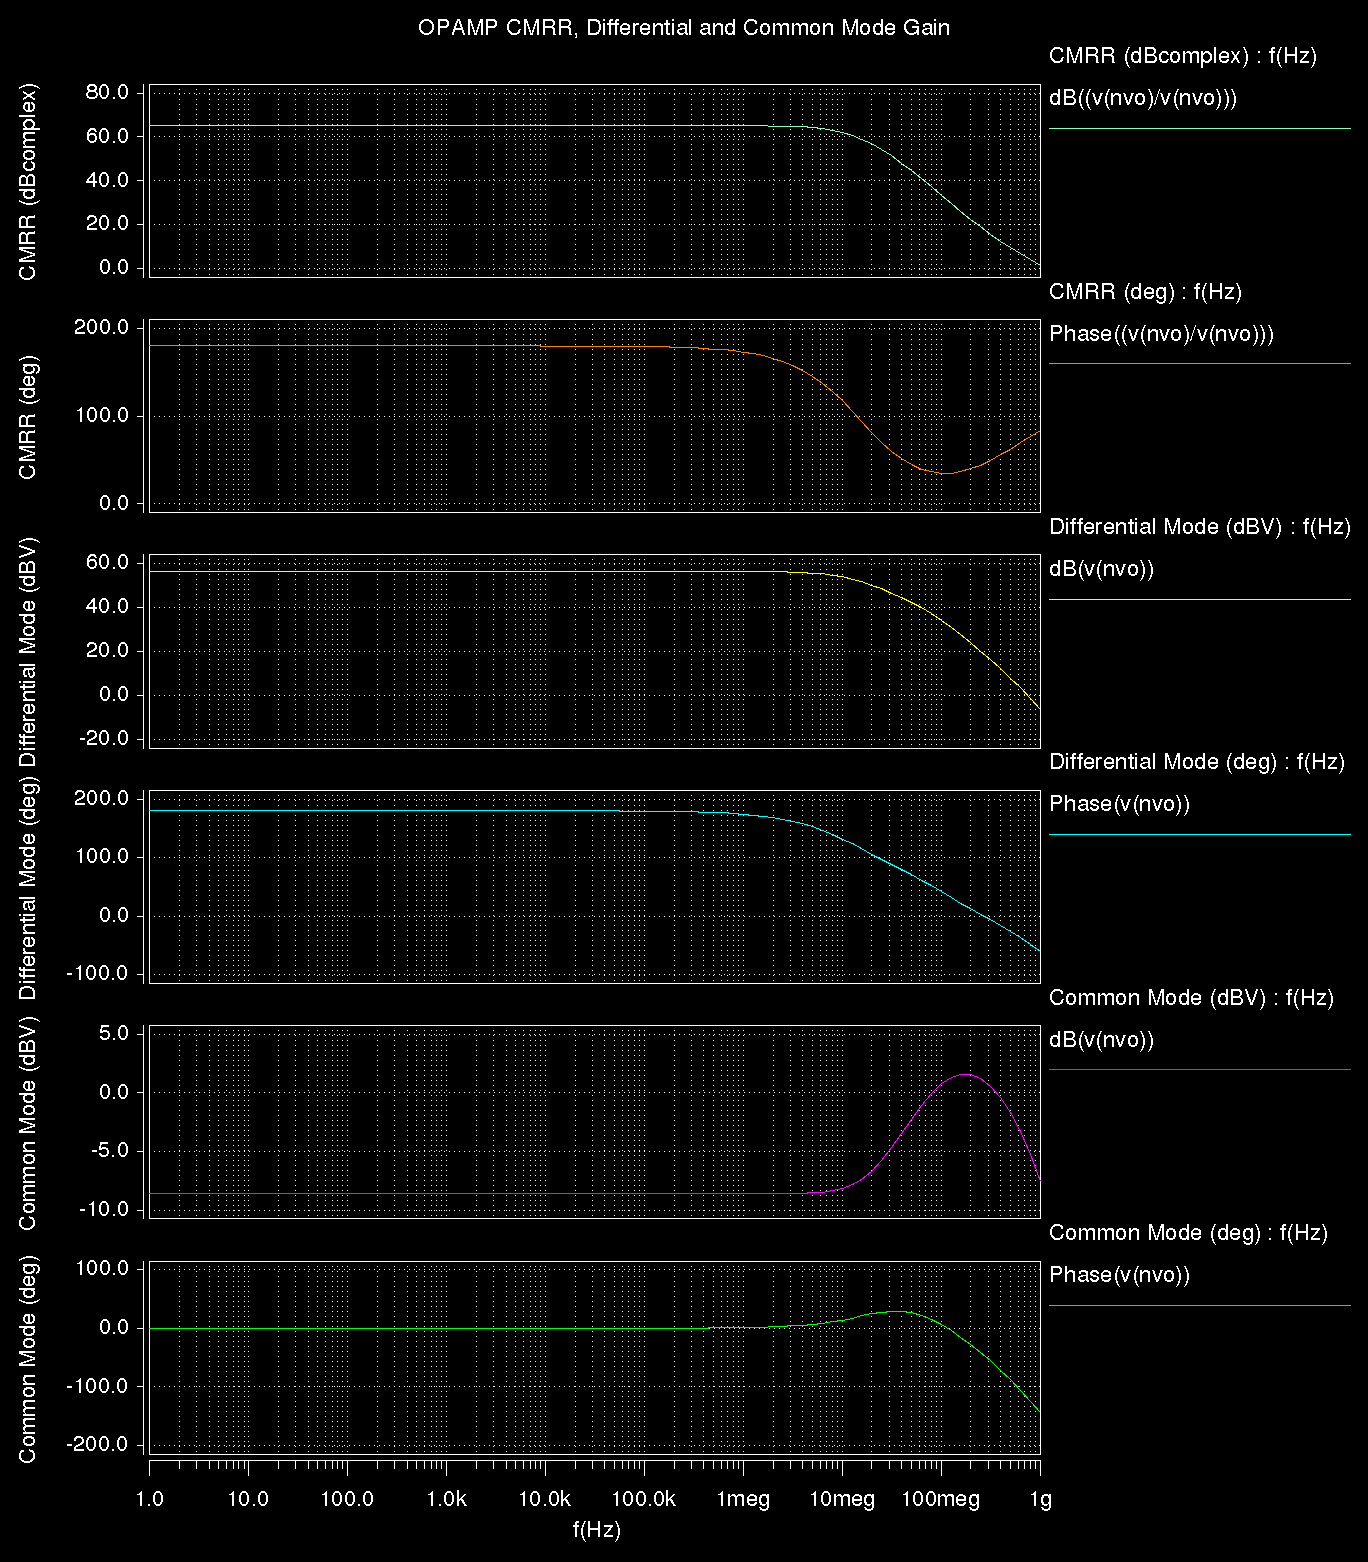 OPAMP CMRR, Differential and Common Mode Gain
CMRR (dBcomplex) : f(Hz)
dB((v(nvo)/v(nvo)))
CMRR (dBcomplex)
80.0
60.0
40.0
20.0
0.0
CMRR (deg) : f(Hz)
Phase((v(nvo)/v(nvo)))
CMRR (deg)
200.0
100.0
0.0
Differential Mode (dBV) : f(Hz)
dB(v(nvo))
Differential Mode (dBV)
60.0
40.0
20.0
0.0
-20.0
Differential Mode (deg) : f(Hz)
Phase(v(nvo))
Differential Mode (deg)
200.0
100.0
0.0
-100.0
Common Mode (dBV) : f(Hz)
dB(v(nvo))
Common Mode (dBV)
5.0
0.0
-5.0
-10.0
Common Mode (deg) : f(Hz)
Phase(v(nvo))
Common Mode (deg)
100.0
0.0
-100.0
-200.0
1.0 10.0 100.0 1.0k 10.0k 100.0k 1meg 10meg 100meg 1g
f(Hz)